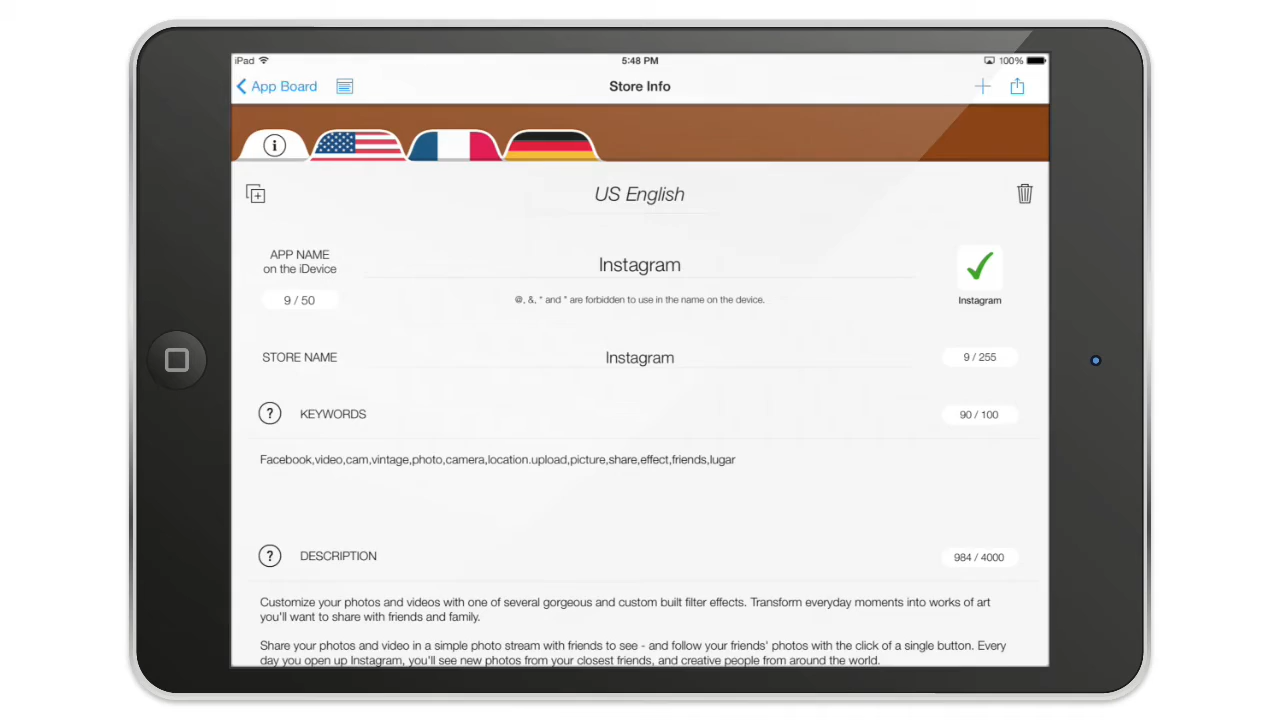 iPad 5:48 PM 100%
App Board Store Info
i
US English
APP NAME
on the iDevice
Instagram
9 / 50
@, &, " and * are forbidden to use in the name on the device.
Instagram
STORE NAME Instagram 9 / 255
? KEYWORDS 90 / 100
Facebook,video,cam,vintage,photo,camera,location.upload,picture,share,effect,friends,lugar
? DESCRIPTION 984 / 4000
Customize your photos and videos with one of several gorgeous and custom built filter effects. Transform everyday moments into works of art
you'll want to share with friends and family.
Share your photos and video in a simple photo stream with friends to see - and follow your friends' photos with the click of a single button. Every
day you open up Instagram, you'll see new photos from your closest friends, and creative people from around the world.